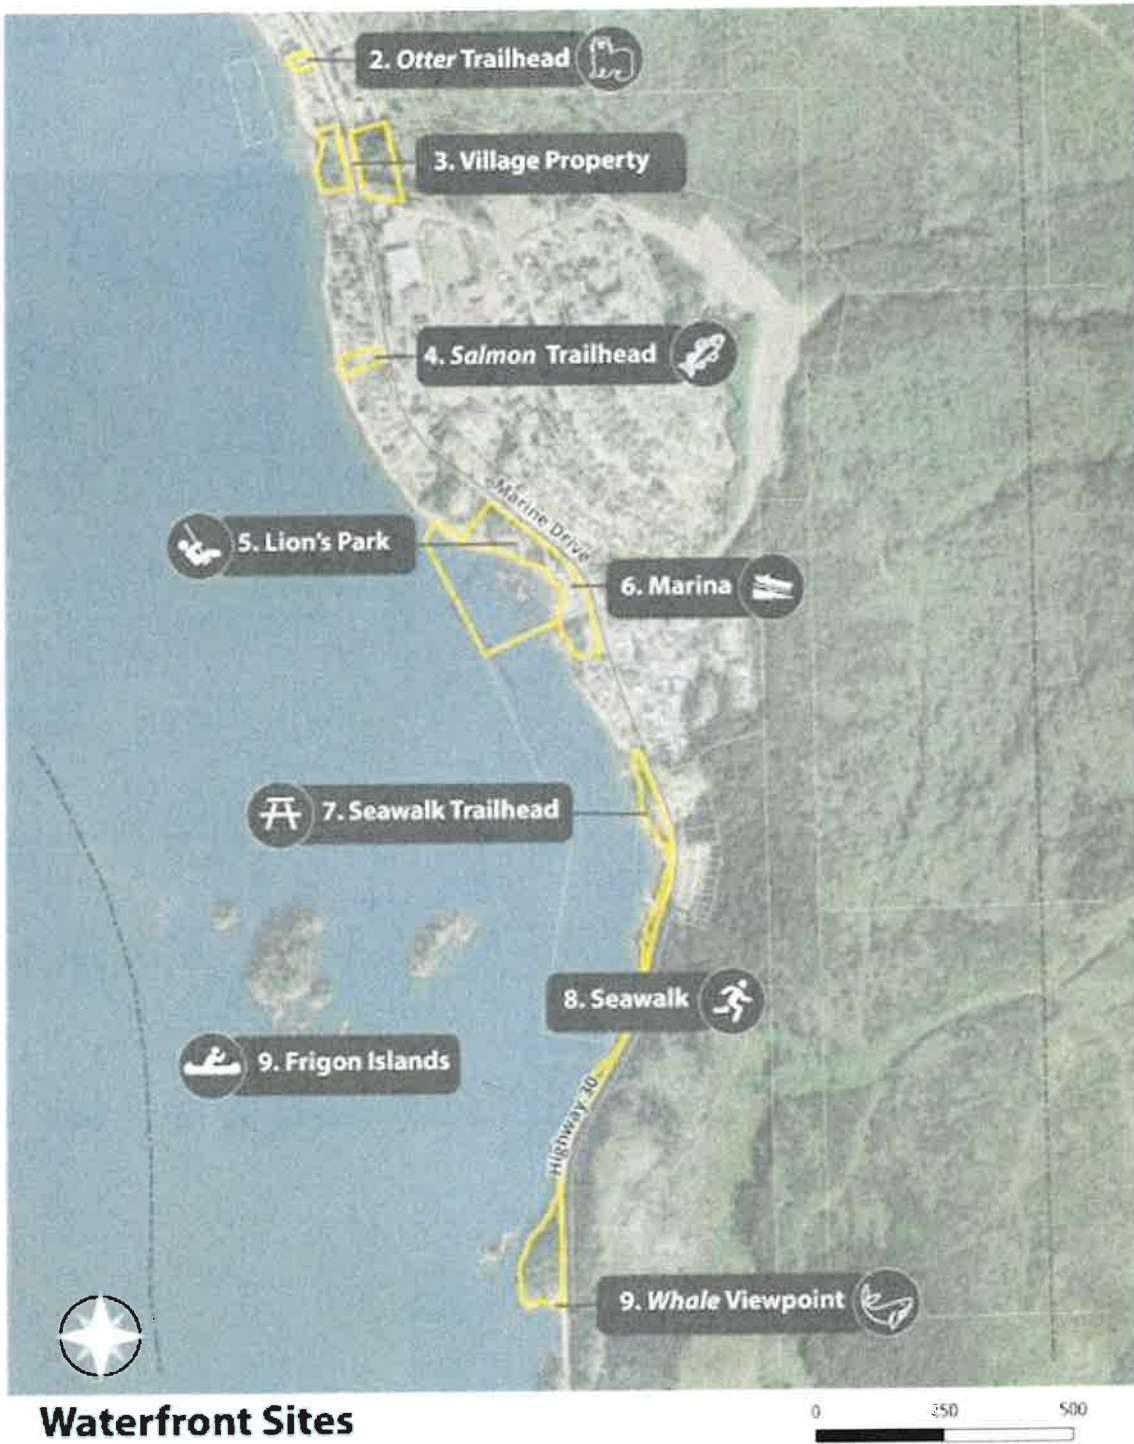 2. Otter Trailhead
3. Village Property
4. Salmon Trailhead
Marine Drive
5. Lion's Park
6. Marina
7. Seawalk Trailhead
8. Seawalk
9. Frigon Islands
Highway 30
9. Whale Viewpoint
Waterfront Sites
0 250 500